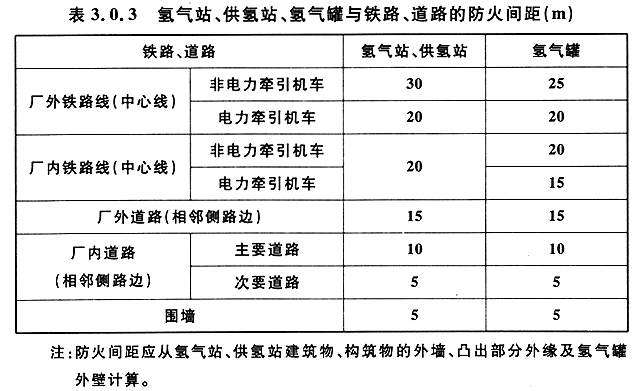 表 3.0.3 氢气站、供氢站、氢气罐与铁路、道路的防火间距(m)
铁路、道路 氢气站、供氢站 氢气罐
厂外铁路线(中心线) 非电力牵引机车 30 25
电力牵引机车 20 20
厂内铁路线(中心线) 非电力牵引机车 20 20
电力牵引机车 15
厂外道路(相邻侧路边) 15 15
厂内道路 主要道路 10 10
(相邻侧路边) 次要道路 5 5
围墙 5 5
注:防火间距应从氢气站、供氢站建筑物、构筑物的外墙、凸出部分外缘及氢气罐
外壁计算。